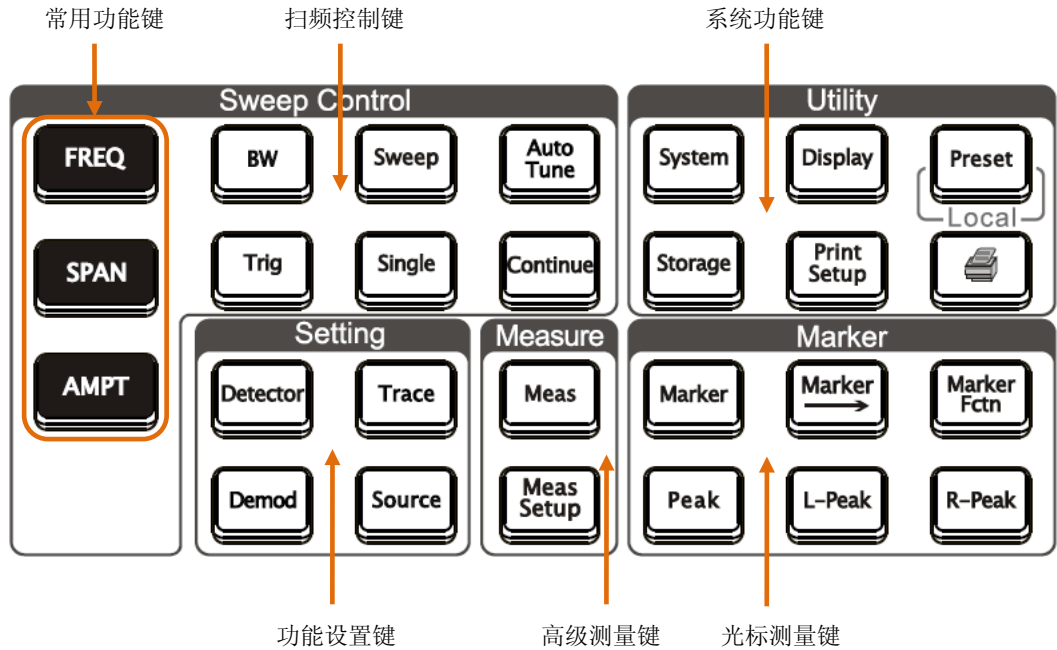 常用功能键 扫频控制键 系统功能键
Sweep Control Utility
FREQ BW Sweep Auto Tune System Display Preset
Local
SPAN Trig Single Continue Storage Print Setup
Setting Measure Marker
AMPT Detector Trace Meas Marker Marker → Marker Fctn
Demod Source Meas Setup Peak L-Peak R-Peak
功能设置键 高级测量键 光标测量键